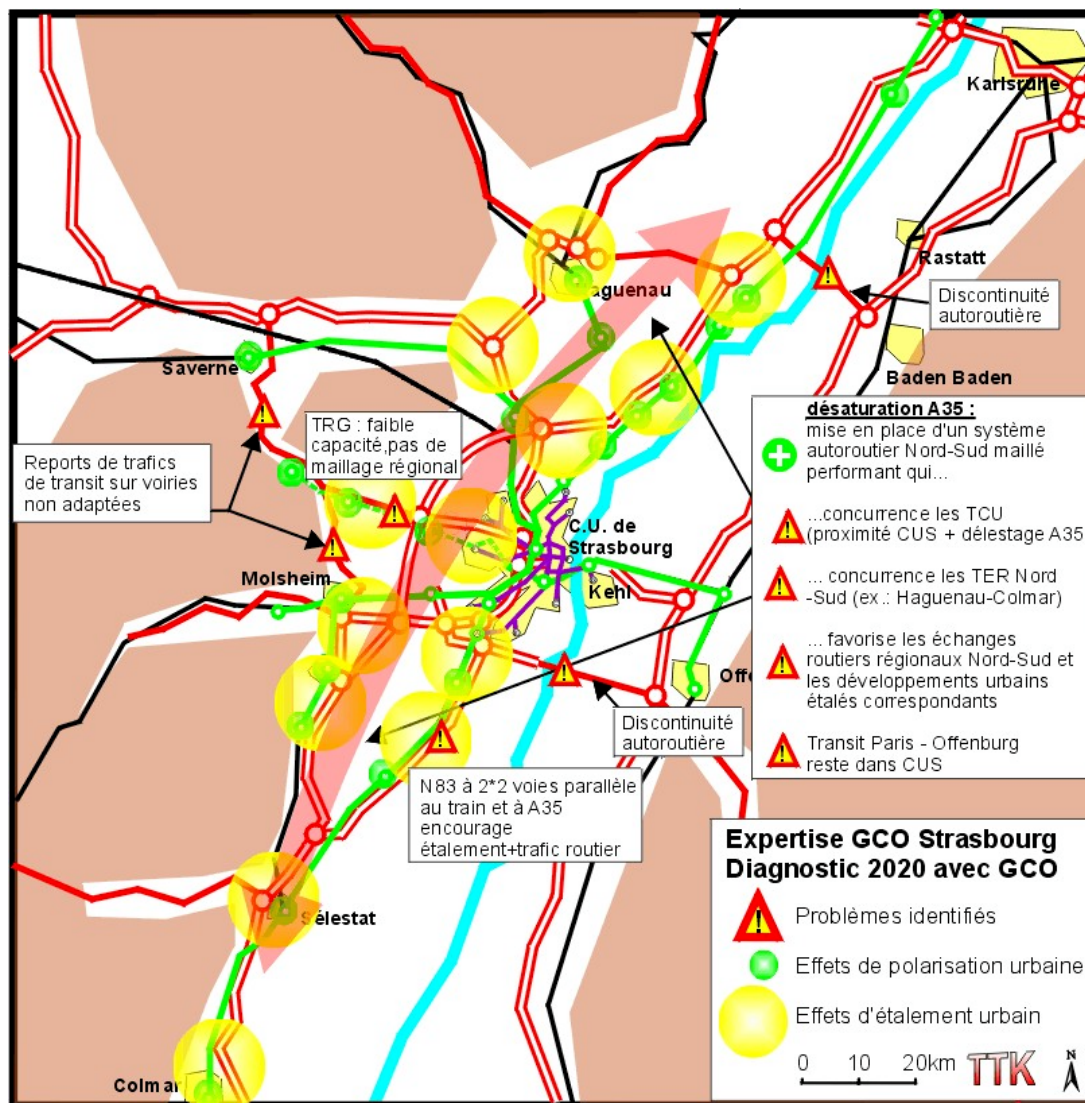 Karlsruhe
Rastatt
Haguenau
Discontinuité
autoroutière
Saverne
Baden Baden
TRG : faible
capacité,pas de
maillage régional
Reports de trafics
de transit sur voiries
non adaptées
C.U. de
Strasbourg
Molsheim
Kehl
désaturation A35 :
mise en place d'un système
autoroutier Nord-Sud maillé
performant qui...
...concurrence les TCU
(proximité CUS + délestage A35
... concurrence les TER Nord
-Sud (ex.: Haguenau-Colmar)
... favorise les échanges
routiers régionaux Nord-Sud et
les développements urbains
étalés correspondants
Transit Paris - Offenburg
reste dans CUS
Offe
Discontinuité
autoroutière
N83 à 2*2 voies parallèle
au train et à A35
encourage
étalement+trafic routier
Sélestat
Colmar
Expertise GCO Strasbourg
Diagnostic 2020 avec GCO
Problèmes identifiés
Effets de polarisation urbaine
Effets d'étalement urbain
0 10 20km
TTK
N